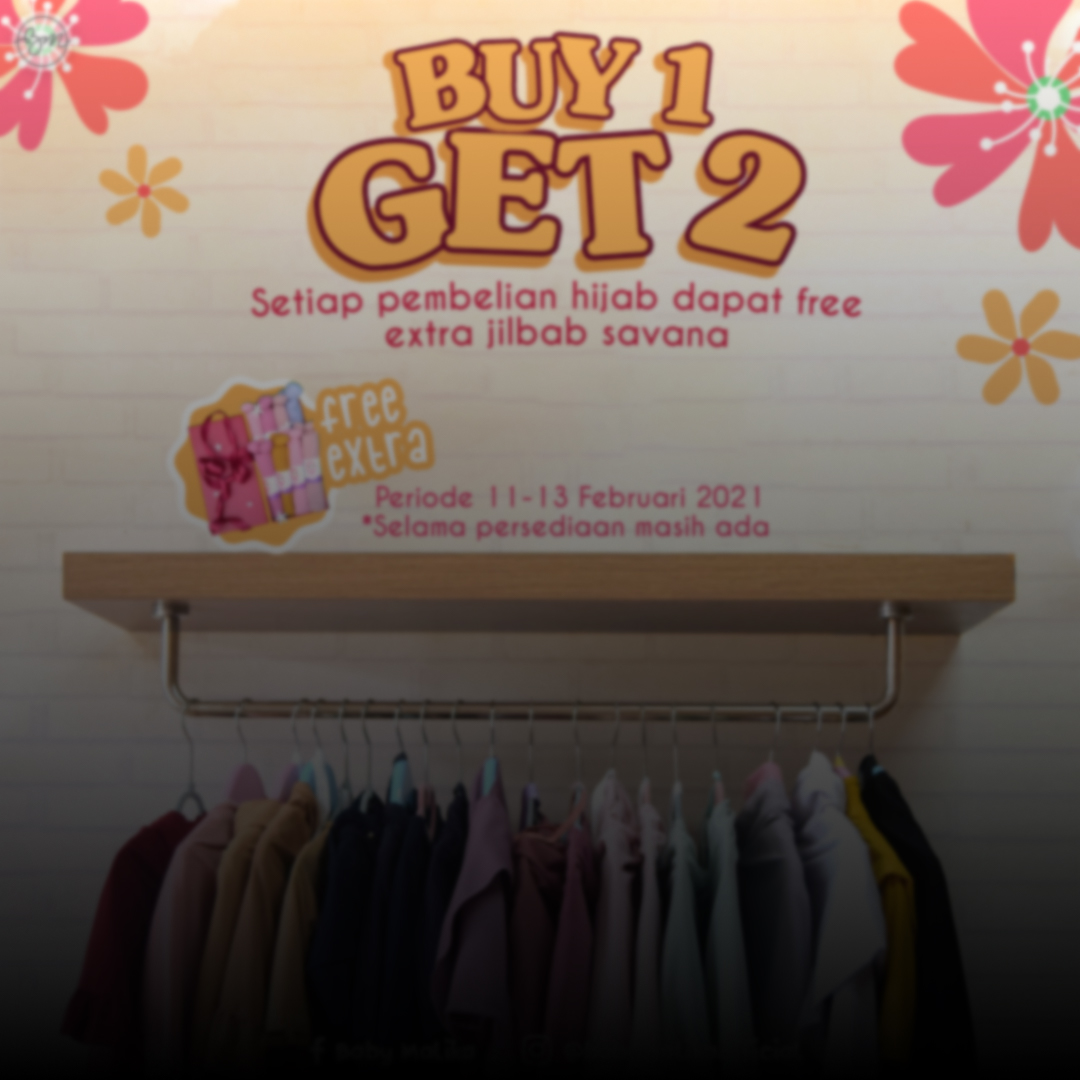 BUY 1
GET 2
Setiap pembelian hijab dapat free
extra jilbab savana
free
extra
Periode 11-13 Februari 2021
*Selama persediaan masih ada